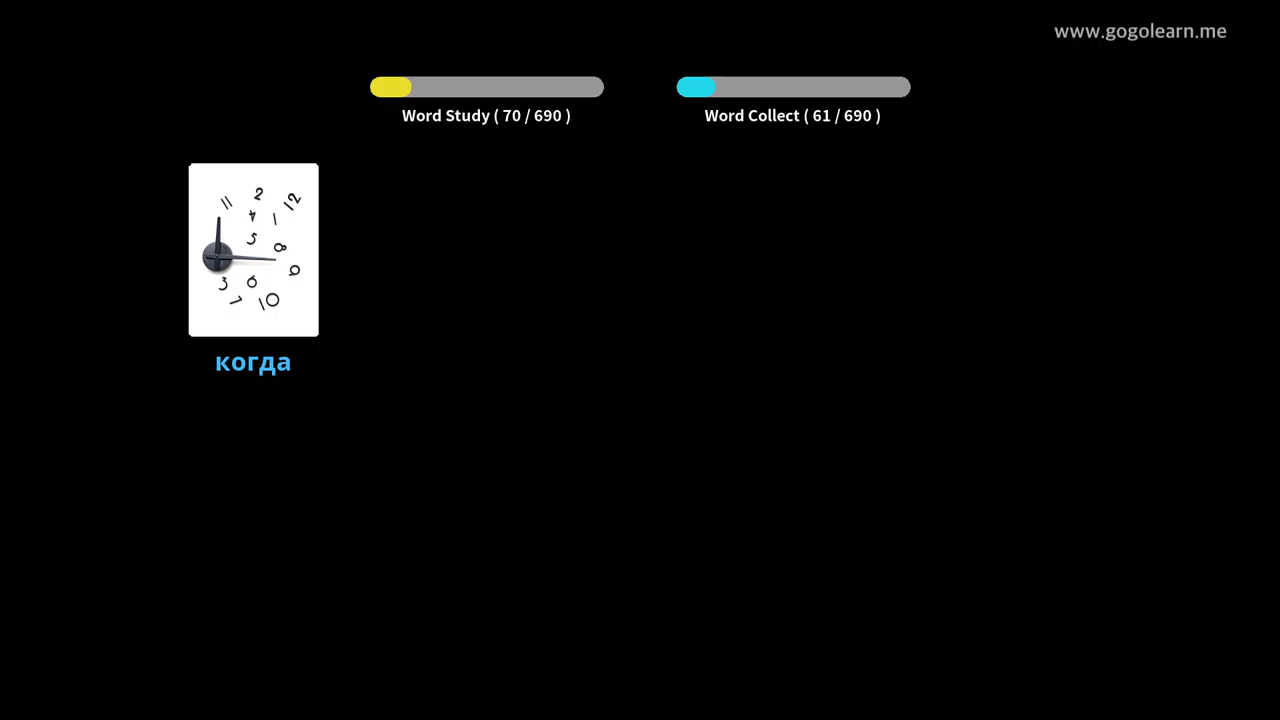 www.gogolearn.me
Word Study ( 70 / 690 )
Word Collect ( 61 / 690 )
11 2 12
4 1
5 8
9
3 6
7 10
когда